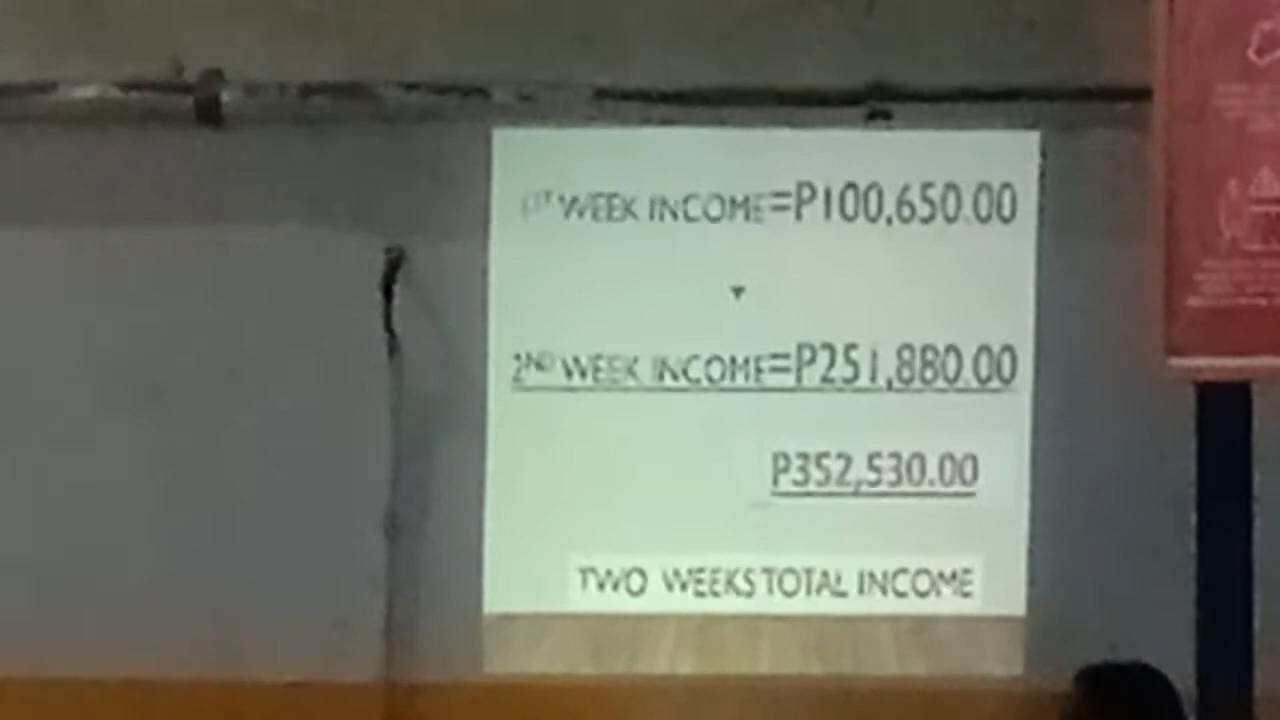 1ST WEEK INCOME=P100,650.00
2ND WEEK INCOME=P251,880.00
P352,530.00
TWO WEEKS TOTAL INCOME